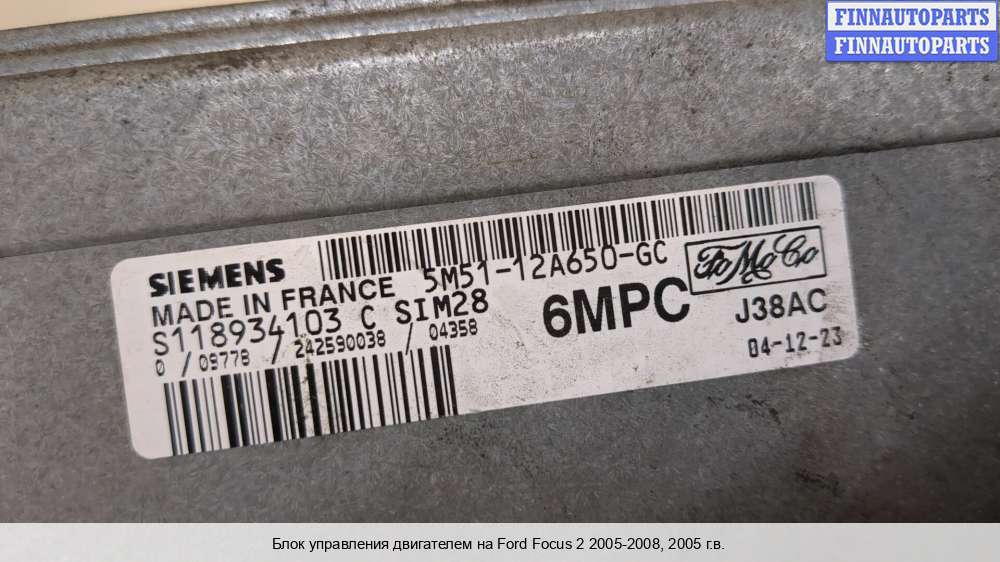 FINNAUTOPARTS
FINNAUTOPARTS
SIEMENS
MADE IN FRANCE 5M51-12A650-GC
FoMoCo
S118934103 C SIM28
6MPC
J38AC
0 / 09778 / 242590038 / 04358
04-12-23
Блок управления двигателем на Ford Focus 2 2005-2008, 2005 г.в.